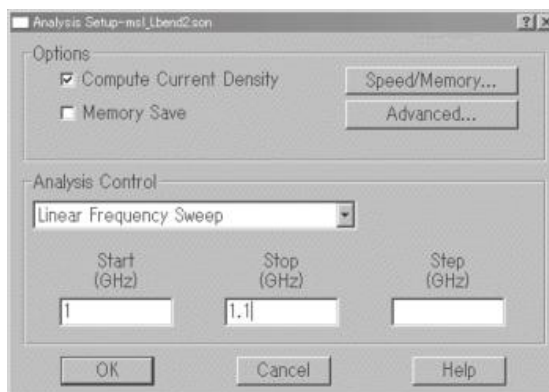 Analysis Setup-msl_Lbend2.son
Options
Compute Current Density
Speed/Memory...
Memory Save
Advanced...
Analysis Control
Linear Frequency Sweep
Start Stop Step
(GHz) (GHz) (GHz)
1 1.1
OK Cancel Help